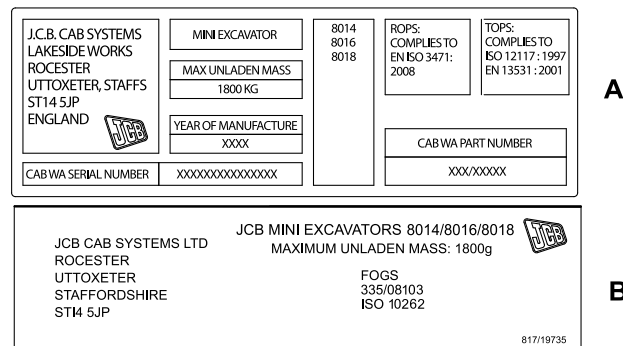 J.C.B. CAB SYSTEMS
LAKESIDE WORKS
ROCESTER
UTTOXETER, STAFFS
ST14 5JP
ENGLAND
JCB
CAB WA SERIAL NUMBER
MINI EXCAVATOR
MAX UNLADEN MASS
1800 KG
YEAR OF MANUFACTURE
XXXX
XXXXXXXXXXXXXXX
8014
8016
8018
ROPS:
COMPLIES TO
EN ISO 3471:
2008
TOPS:
COMPLIES TO
ISO 12117 : 1997
EN 13531 : 2001
CAB WA PART NUMBER
XXX/XXXXX
A
JCB CAB SYSTEMS LTD
ROCESTER
UTTOXETER
STAFFORDSHIRE
STI4 5JP
JCB MINI EXCAVATORS 8014/8016/8018
MAXIMUM UNLADEN MASS: 1800g
FOGS
335/08103
ISO 10262
JCB
817/19735
B